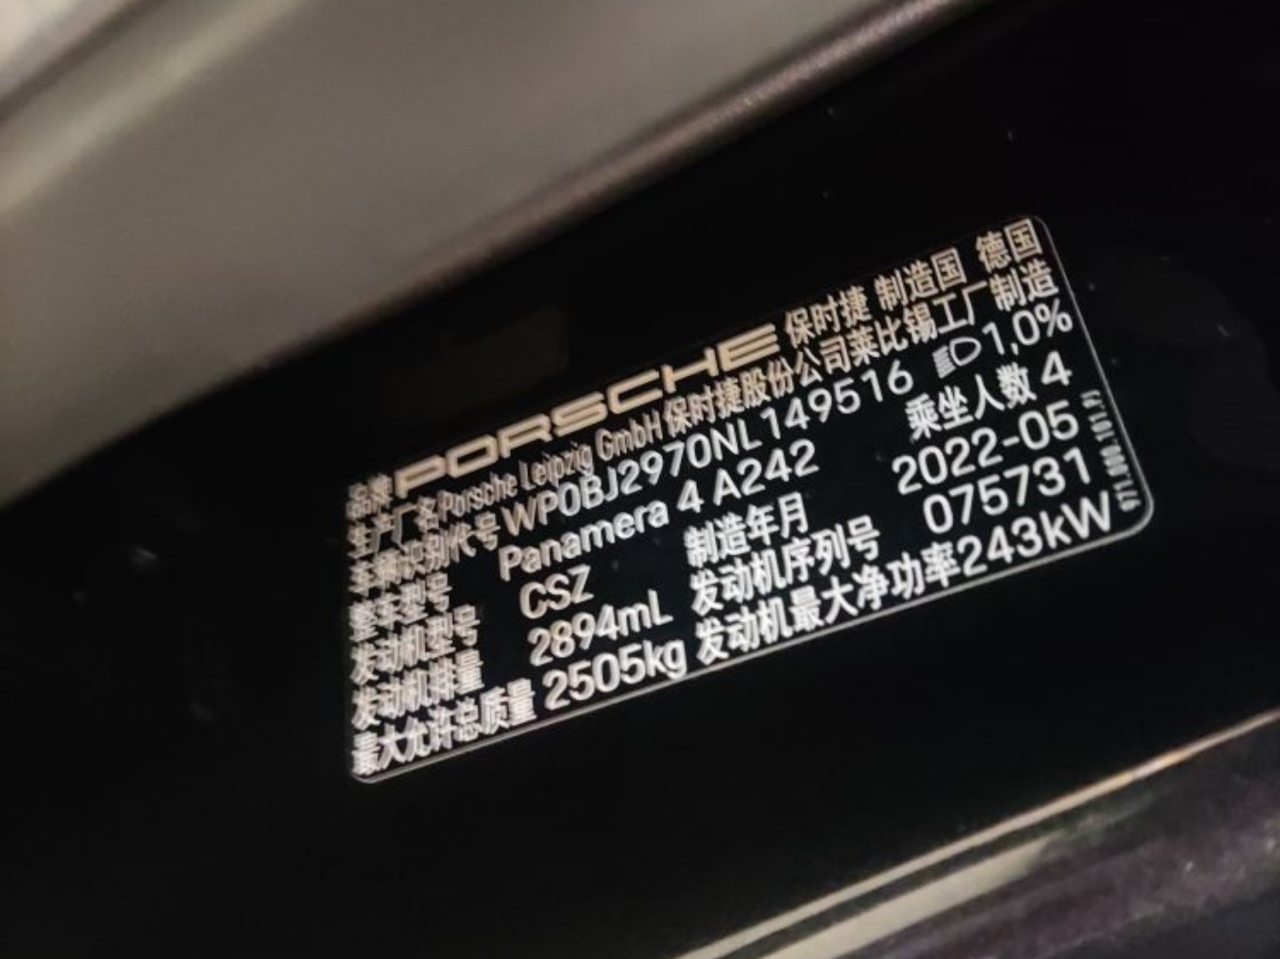 品牌 PORSCHE 保时捷 制造国 德国
生产厂名 Porsche Leipzig GmbH 保时捷股份公司莱比锡工厂制造
车辆识别代号 WP0BJ2970NL149516 1,0%
整车型号 Panamera 4 A242 乘坐人数 4
发动机型号 CSZ 制造年月 2022-05
发动机排量 2894mL 发动机序列号 075731
最大允许总质量 2505kg 发动机最大净功率 243kW